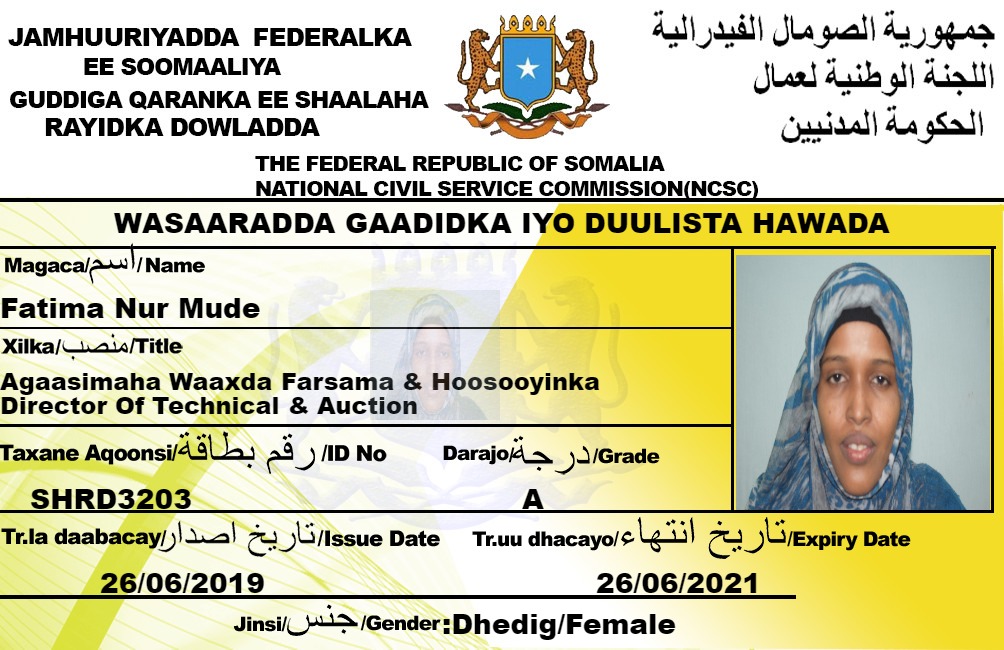 JAMHUURIYADDA FEDERALKA
EE SOOMAALIYA
GUDDIGA QARANKA EE SHAALAHA
RAYIDKA DOWLADDA
جمهورية الصومال الفيدرالية
اللجنة الوطنية لعمال
الحكومة المدنيين
THE FEDERAL REPUBLIC OF SOMALIA
NATIONAL CIVIL SERVICE COMMISSION(NCSC)
WASAARADDA GAADIDKA IYO DUULISTA HAWADA
Magaca/اسم/Name
Fatima Nur Mude
Xilka/منصب/Title
Agaasimaha Waaxda Farsama & Hoosooyinka
Director Of Technical & Auction
Taxane Aqoonsi/رقم بطاقة/ID No Darajo/درجة/Grade
SHRD3203 A
Tr.la daabacay/تاريخ اصدار/Issue Date Tr.uu dhacayo/تاريخ انتهاء/Expiry Date
26/06/2019 26/06/2021
Jinsi/جنس/Gender:Dhedig/Female